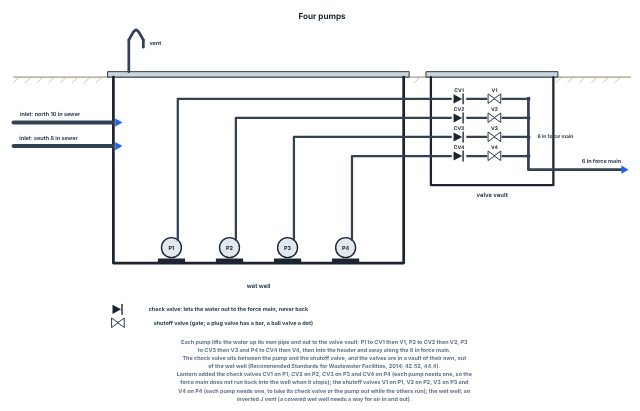 Four pumps
vent
inlet: north 10 in sewer
inlet: south 8 in sewer
CV1 V1
CV2 V2
CV3 V3
CV4 V4
6 in force main
6 in force main
valve vault
P1 P2 P3 P4
wet well
check valve: lets the water out to the force main, never back
shutoff valve (gate; a plug valve has a bar, a ball valve a dot)
Each pump lifts the water up its own pipe and out to the valve vault: P1 to CV1 then V1, P2 to CV2 then V2, P3
to CV3 then V3 and P4 to CV4 then V4, then into the header and away along the 6 in force main.
The check valve sits between the pump and the shutoff valve, and the valves are in a vault of their own, out
of the wet well (Recommended Standards for Wastewater Facilities, 2014: 42.52, 44.6).
Lantern added the check valves CV1 on P1, CV2 on P2, CV3 on P3 and CV4 on P4 (each pump needs one, so the
force main does not run back into the well when it stops); the shutoff valves V1 on P1, V2 on P2, V3 on P3 and
V4 on P4 (each pump needs one, to take its check valve or the pump out while the others run); the wet well; an
inverted J vent (a covered wet well needs a way for air in and out).